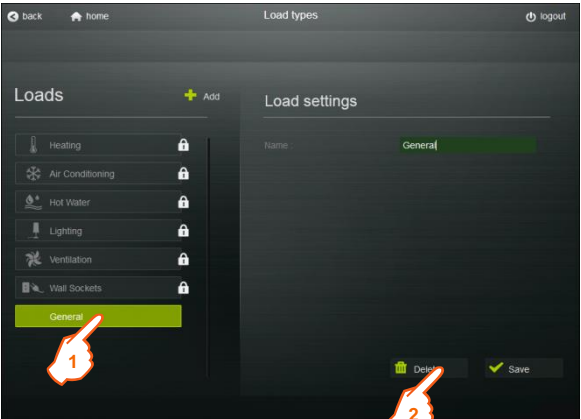 back home Load types logout
Loads Add
Load settings
Heating
Name : General
Air Conditioning
Hot Water
Lighting
Ventilation
Wall Sockets
General
1
Delete Save
2